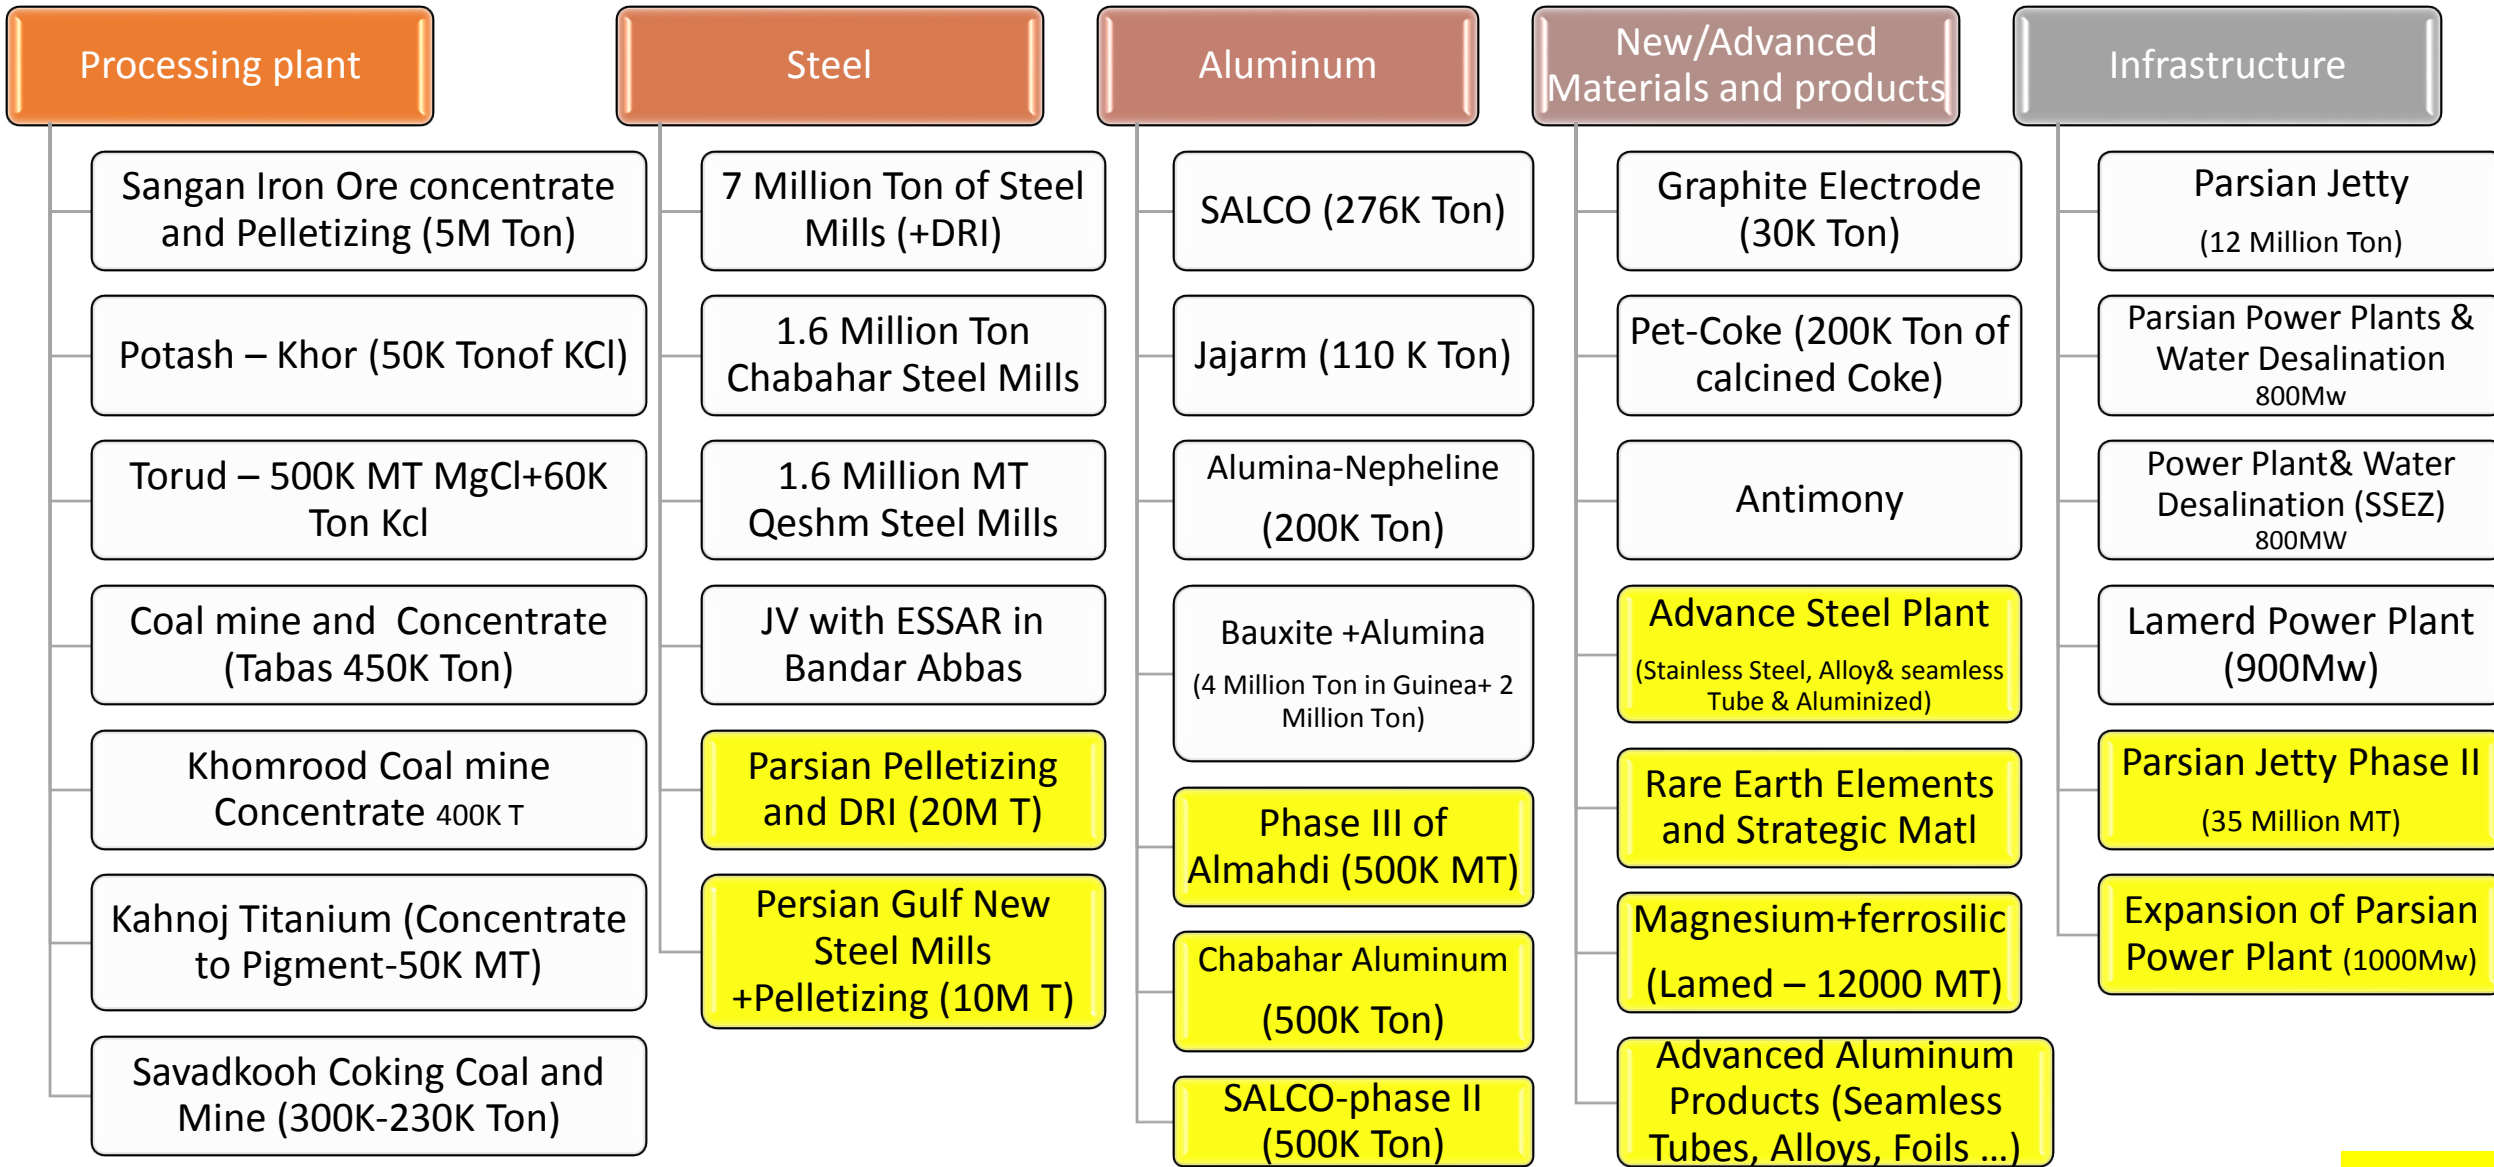 Processing plant
Sangan Iron Ore concentrate
and Pelletizing (5M Ton)
Potash – Khor (50K Tonof KCl)
Torud – 500K MT MgCl+60K
Ton Kcl
Coal mine and  Concentrate
(Tabas 450K Ton)
Khomrood Coal mine
Concentrate 400K T
Kahnoj Titanium (Concentrate
to Pigment-50K MT)
Savadkooh Coking Coal and
Mine (300K-230K Ton)
Steel
7 Million Ton of Steel
Mills (+DRI)
1.6 Million Ton
Chabahar Steel Mills
1.6 Million MT
Qeshm Steel Mills
JV with ESSAR in
Bandar Abbas
Parsian Pelletizing
and DRI (20M T)
Persian Gulf New
Steel Mills
+Pelletizing (10M T)
Aluminum
SALCO (276K Ton)
Jajarm (110 K Ton)
Alumina-Nepheline
(200K Ton)
Bauxite +Alumina
(4 Million Ton in Guinea+ 2
Million Ton)
Phase III of
Almahdi (500K MT)
Chabahar Aluminum
(500K Ton)
SALCO-phase II
(500K Ton)
New/Advanced
Materials and products
Graphite Electrode
(30K Ton)
Pet-Coke (200K Ton of
calcined Coke)
Antimony
Advance Steel Plant
(Stainless Steel, Alloy& seamless
Tube & Aluminized)
Rare Earth Elements
and Strategic Matl
Magnesium+ferrosilic
(Lamed – 12000 MT)
Advanced Aluminum
Products (Seamless
Tubes, Alloys, Foils ...)
Infrastructure
Parsian Jetty
(12 Million Ton)
Parsian Power Plants &
Water Desalination
800Mw
Power Plant& Water
Desalination (SSEZ)
800MW
Lamerd Power Plant
(900Mw)
Parsian Jetty Phase II
(35 Million MT)
Expansion of Parsian
Power Plant (1000Mw)